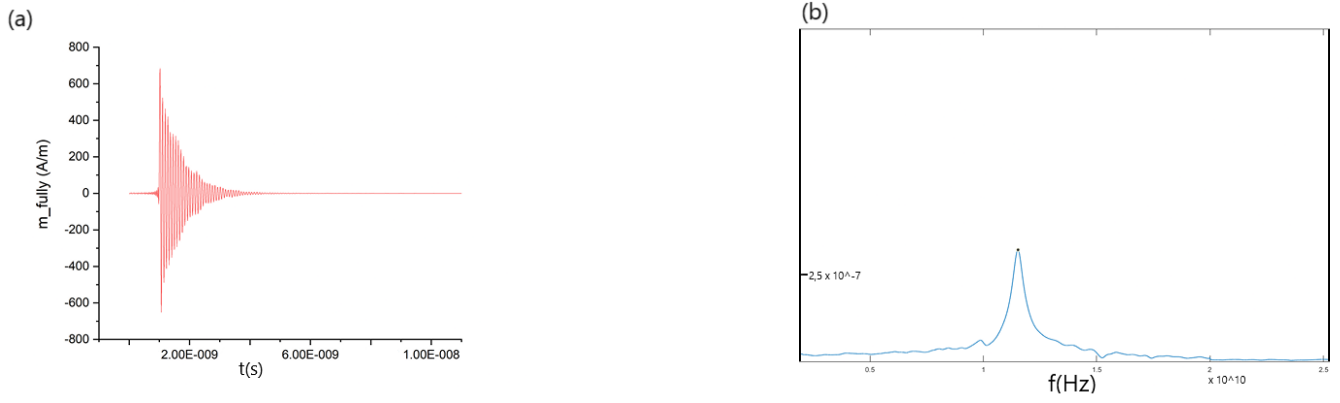 (a)
800
600
400
200
0
-200
-400
-600
-800
m_fully (A/m)
2.00E-009 6.00E-009 1.00E-008
t(s)
(b)
2,5 x 10^-7
0.5 1 1.5 2 2.5
x 10^10
f(Hz)